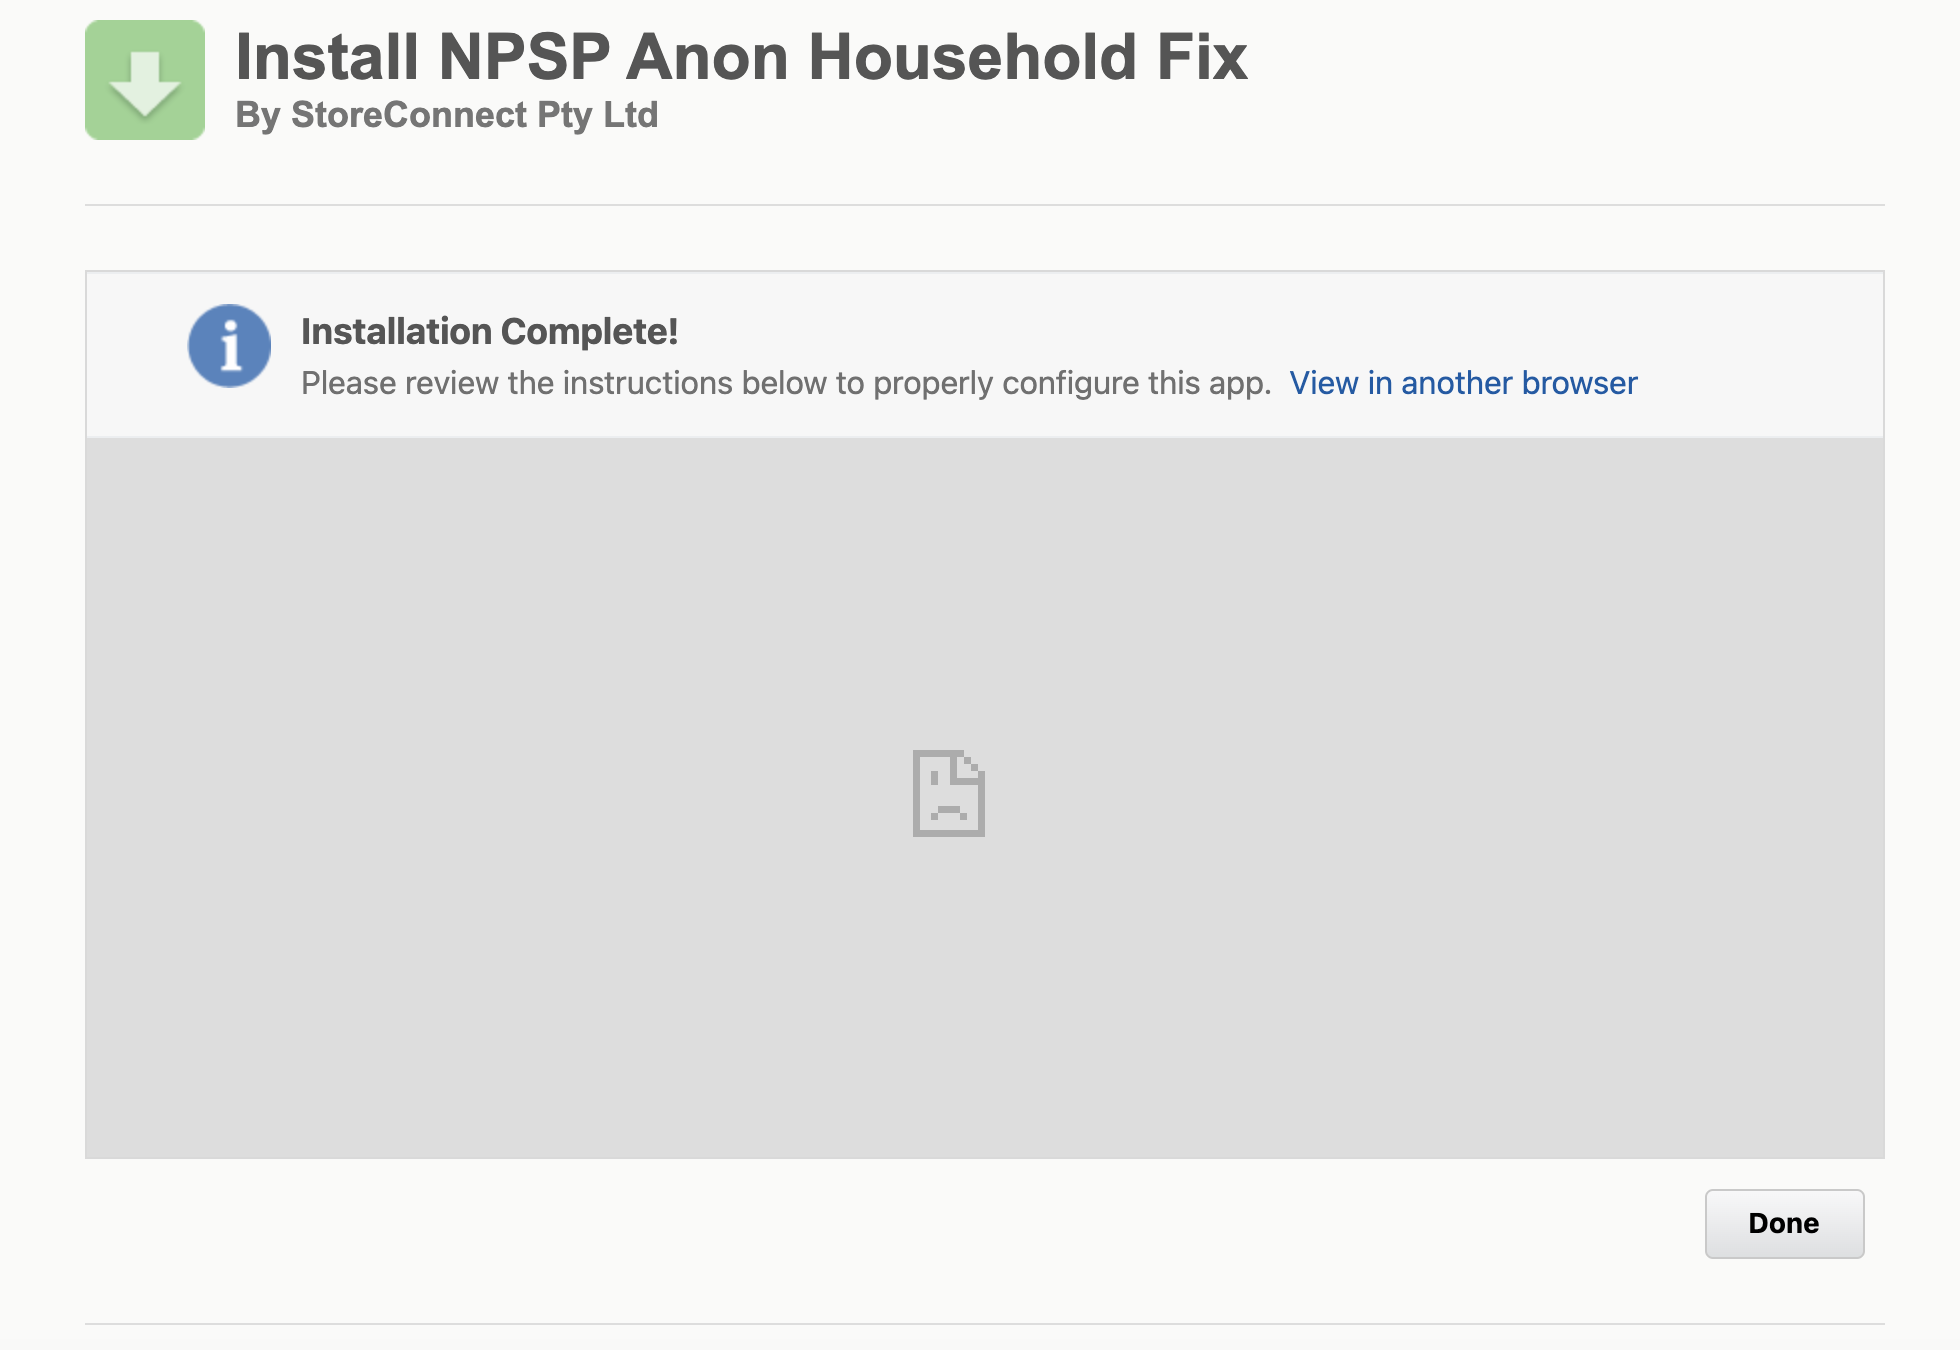 Install NPSP Anon Household Fix
By StoreConnect Pty Ltd
Installation Complete!
Please review the instructions below to properly configure this app. View in another browser
Done